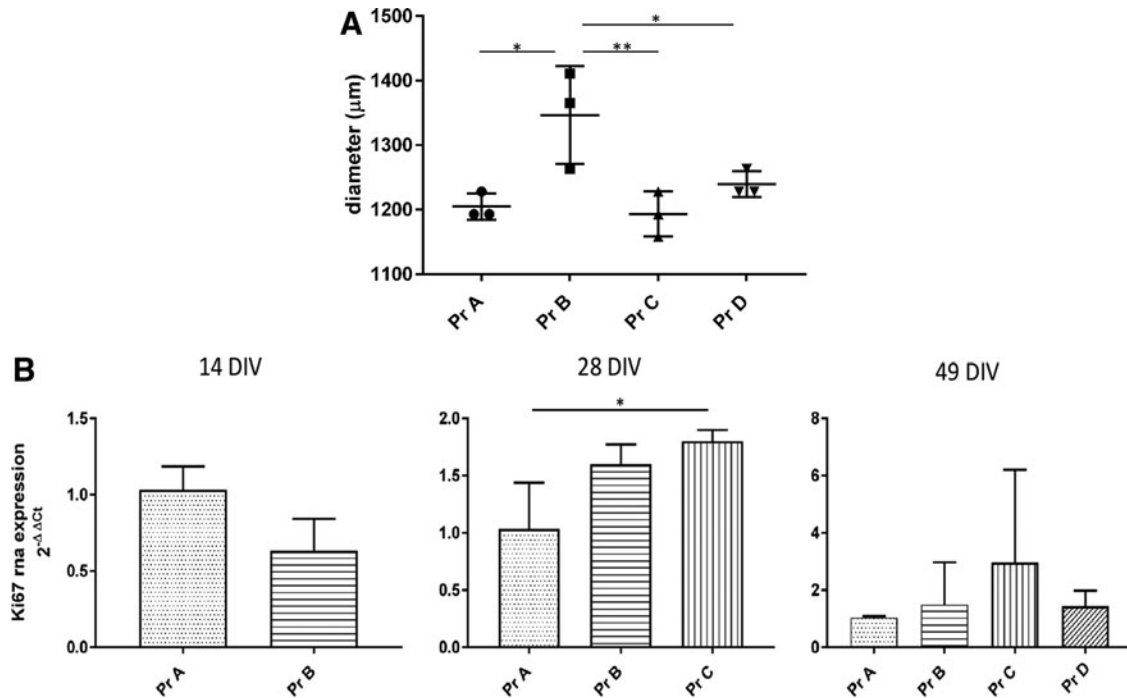 A
1500
1400
1300
1200
1100
diameter (μm)
*
**
*
Pr A
Pr B
Pr C
Pr D
B
14 DIV
28 DIV
49 DIV
Ki67 rna expression
2-ΔΔCt
1.5
1.0
0.5
0.0
Pr A
Pr B
2.0
1.5
1.0
0.5
0.0
*
Pr A
Pr B
Pr C
8
6
4
2
0
Pr A
Pr B
Pr C
Pr D